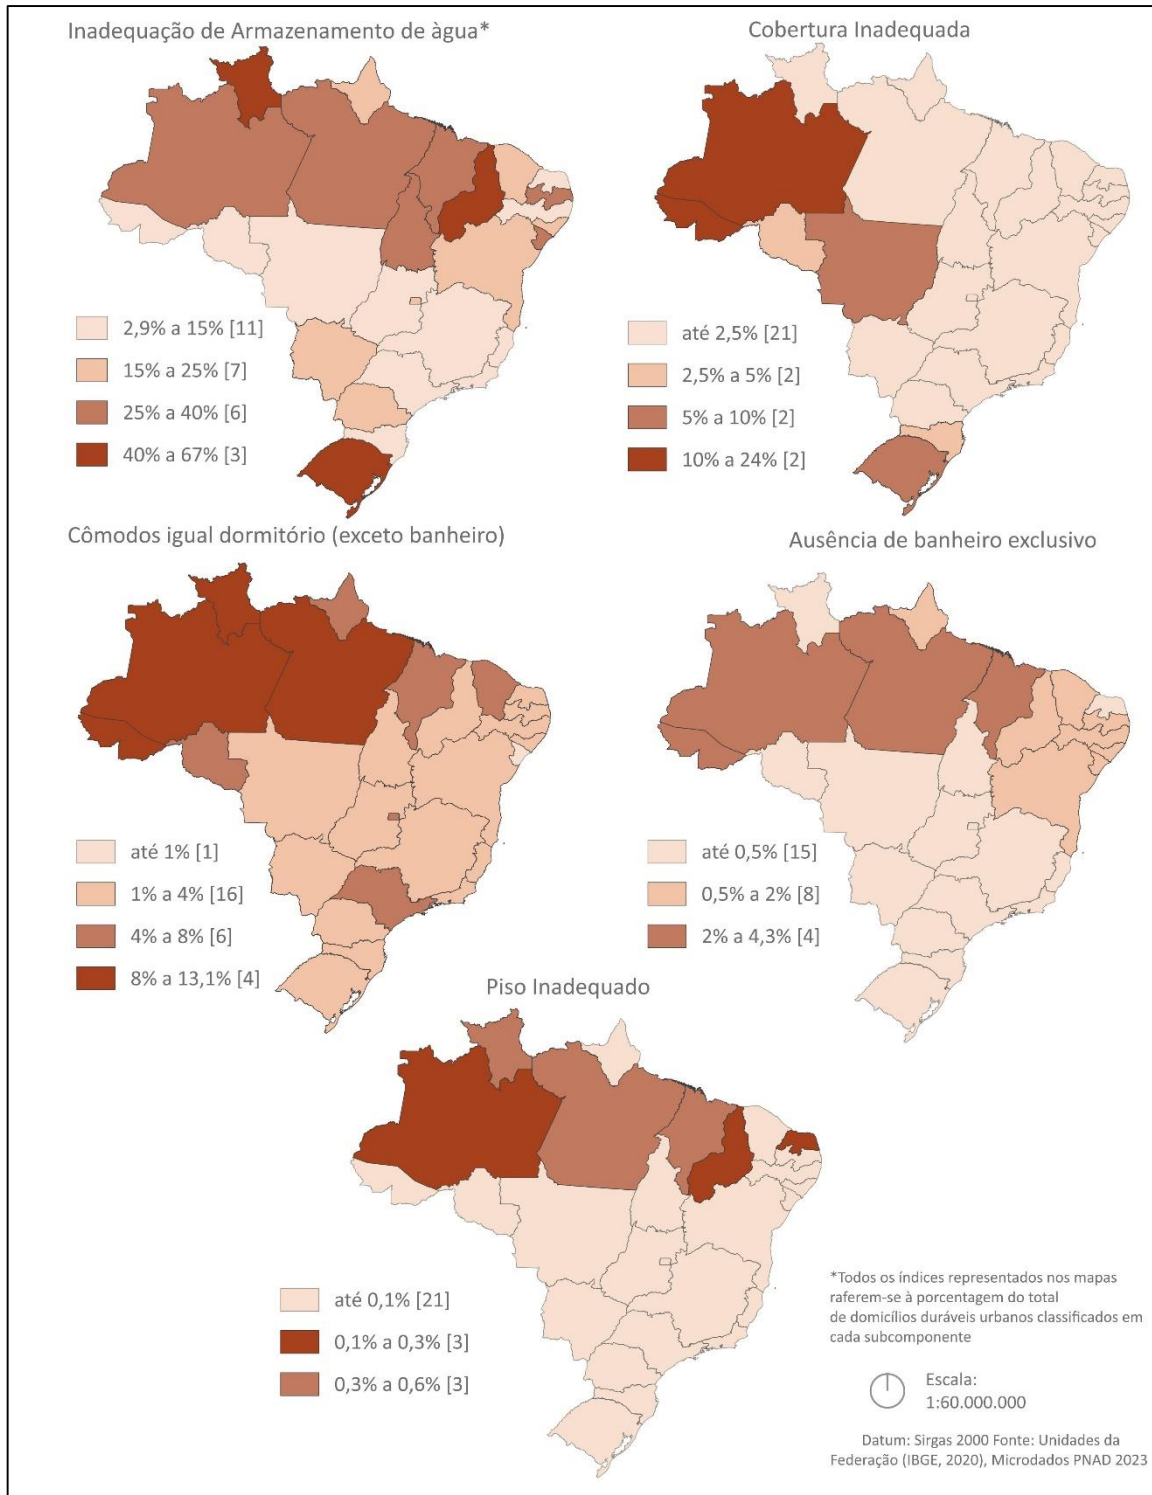 Inadequação de Armazenamento de àgua*
2,9% a 15% [11]
15% a 25% [7]
25% a 40% [6]
40% a 67% [3]
Cobertura Inadequada
até 2,5% [21]
2,5% a 5% [2]
5% a 10% [2]
10% a 24% [2]
Cômodos igual dormitório (exceto banheiro)
até 1% [1]
1% a 4% [16]
4% a 8% [6]
8% a 13,1% [4]
Ausência de banheiro exclusivo
até 0,5% [15]
0,5% a 2% [8]
2% a 4,3% [4]
Piso Inadequado
até 0,1% [21]
0,1% a 0,3% [3]
0,3% a 0,6% [3]
*Todos os índices representados nos mapas
raferem-se à porcentagem do total
de domicílios duráveis urbanos classificados em
cada subcomponente
Escala:
1:60.000.000
Datum: Sirgas 2000 Fonte: Unidades da
Federação (IBGE, 2020), Microdados PNAD 2023